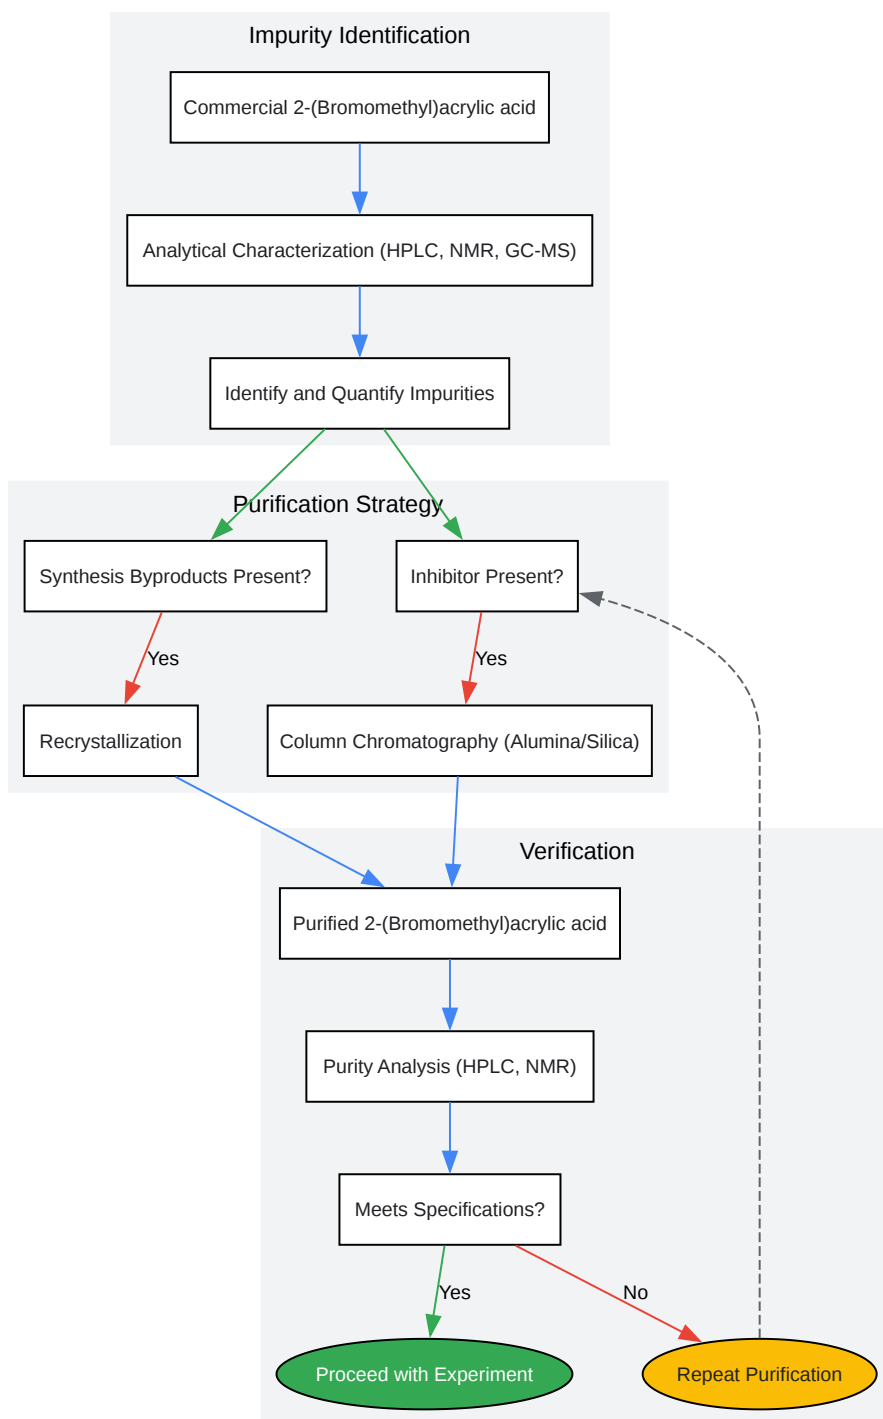 Impurity Identification
Commercial 2-(Bromomethyl)acrylic acid
Analytical Characterization (HPLC, NMR, GC-MS)
Identify and Quantify Impurities
Purification Strategy
Synthesis Byproducts Present?
Inhibitor Present?
Yes
Yes
Recrystallization
Column Chromatography (Alumina/Silica)
Verification
Purified 2-(Bromomethyl)acrylic acid
Purity Analysis (HPLC, NMR)
Meets Specifications?
Yes
No
Proceed with Experiment
Repeat Purification